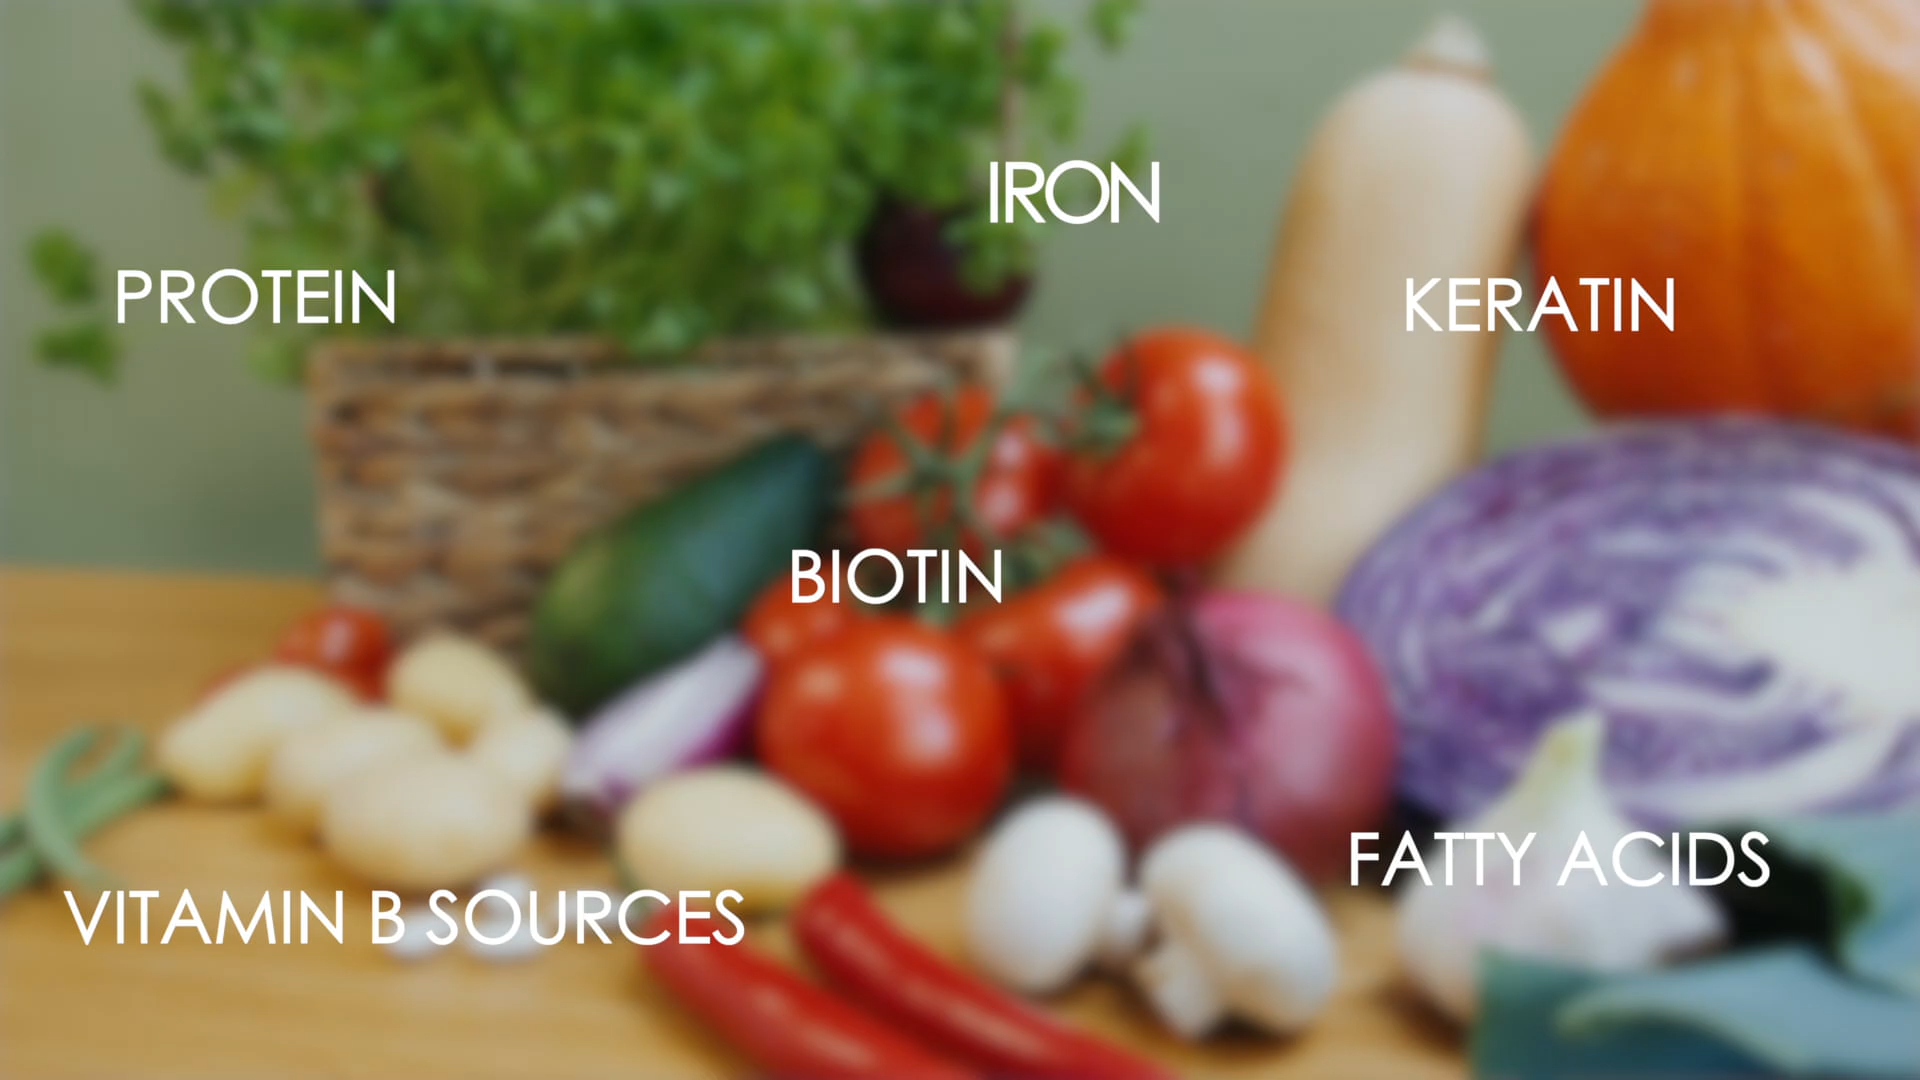 IRON
PROTEIN
KERATIN
BIOTIN
FATTY ACIDS
VITAMIN B SOURCES